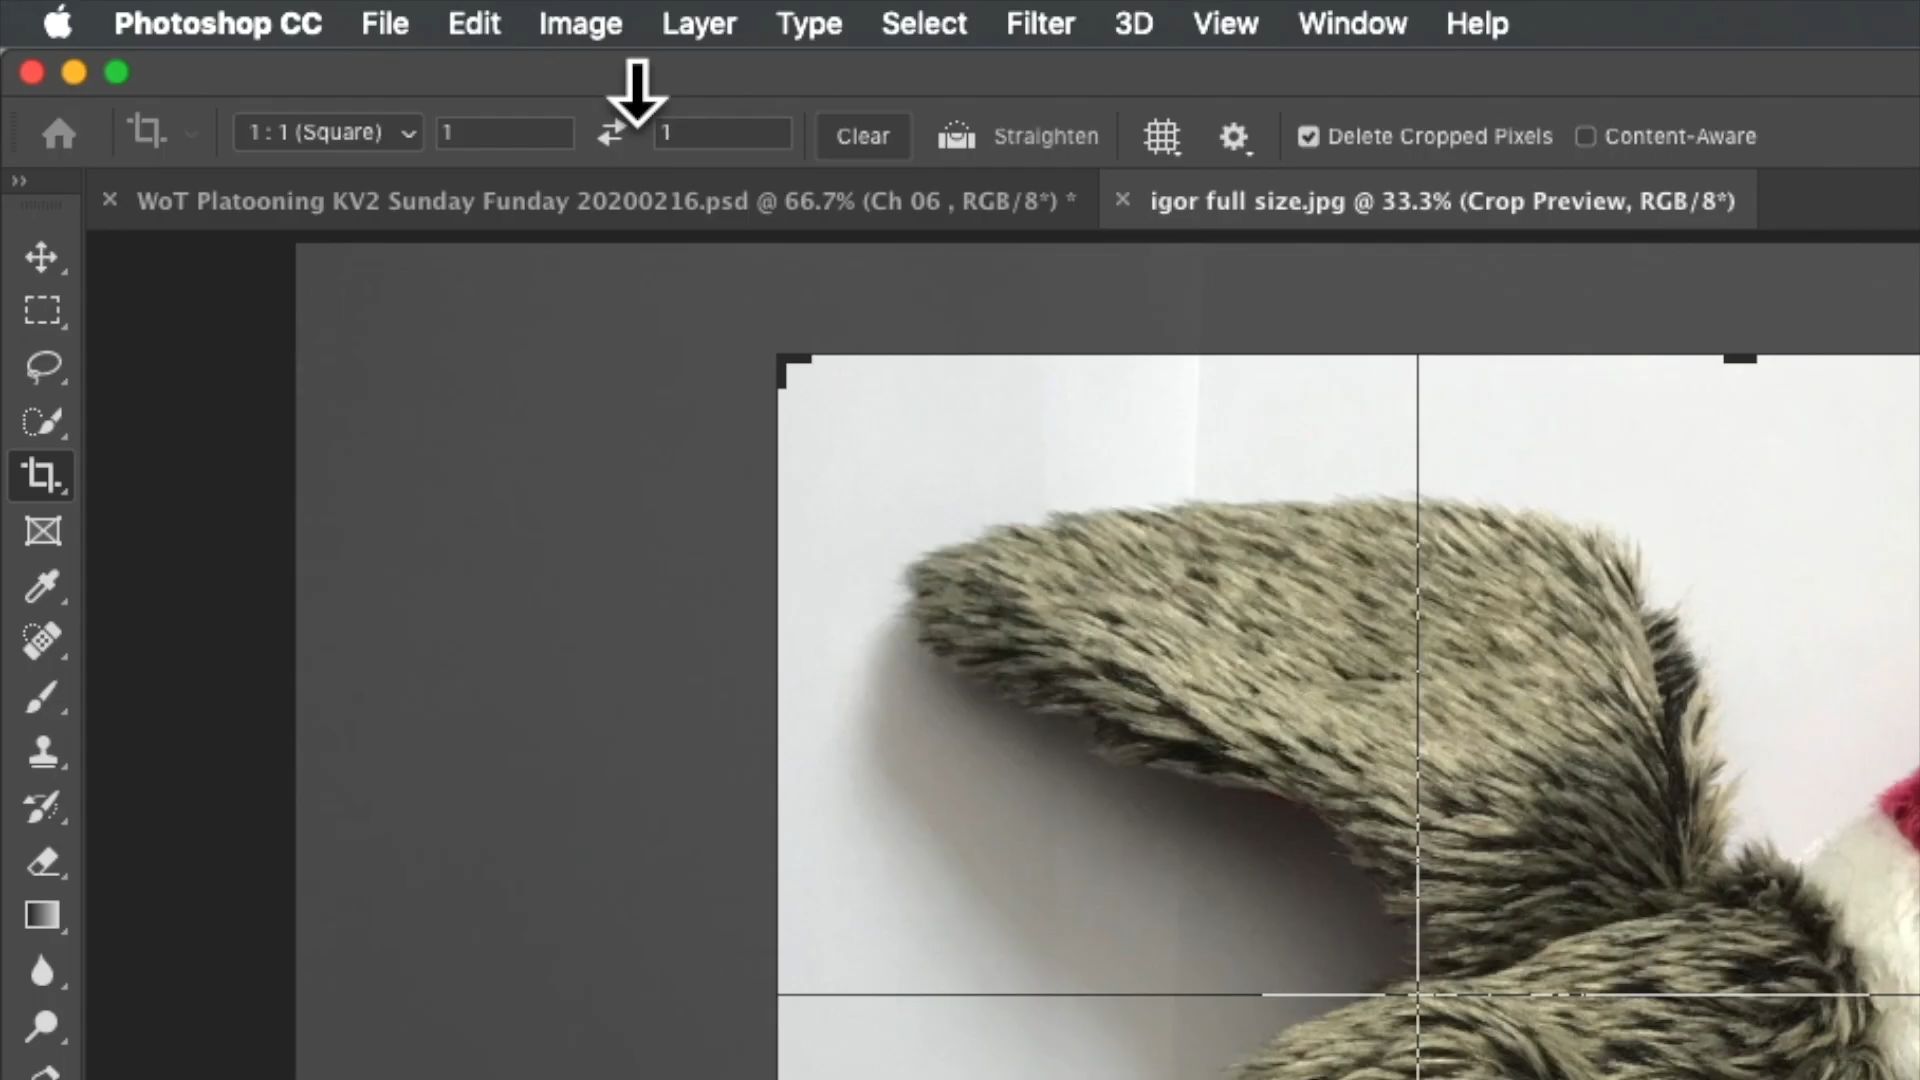 Photoshop CC File Edit Image Layer Type Select Filter 3D View Window Help
1 : 1 (Square) 1 1 Clear Straighten Delete Cropped Pixels Content-Aware
WoT Platooning KV2 Sunday Funday 20200216.psd @ 66.7% (Ch 06 , RGB/8*) * igor full size.jpg @ 33.3% (Crop Preview, RGB/8*)